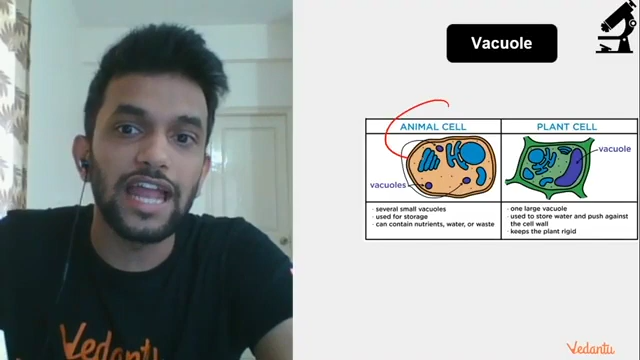 Vacuole
ANIMAL CELL
PLANT CELL
vacuoles
vacuole
· several small vacuoles
· used for storage
· can contain nutrients, water, or waste
· one large vacuole
· used to store water and push against
the cell wall
· keeps the plant rigid
Vedantu
Vedantu